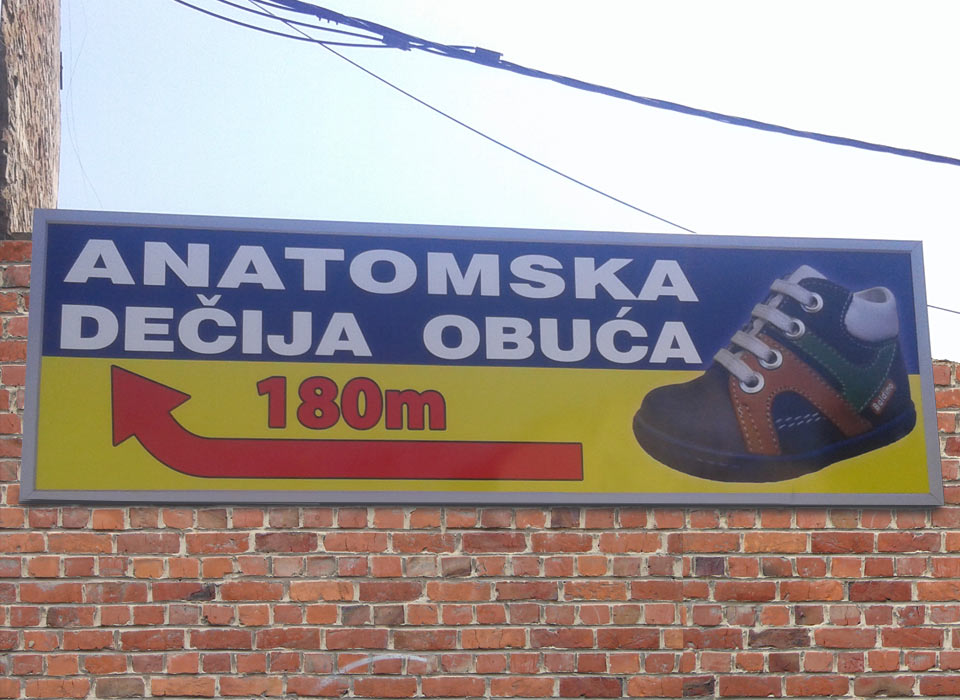 ANATOMSKA
DEČIJA OBUĆA
180m